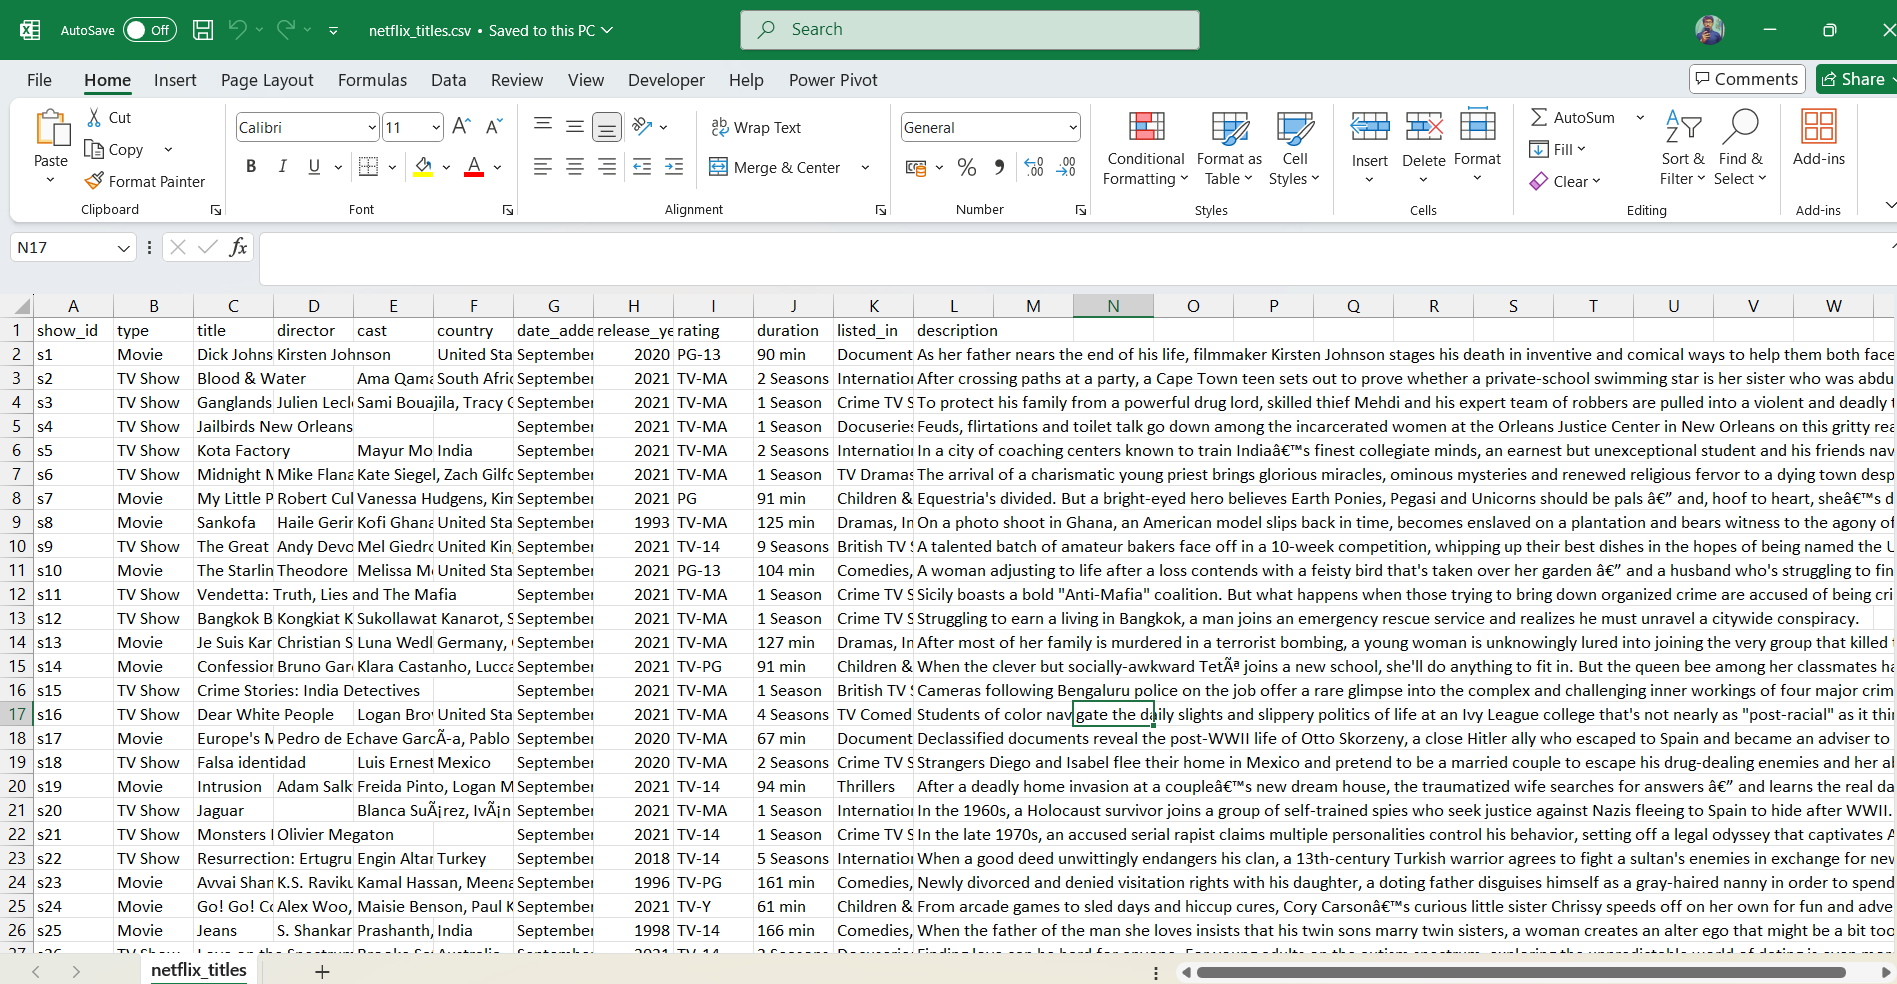 AutoSave Off netflix_titles.csv • Saved to this PC Search
File Home Insert Page Layout Formulas Data Review View Developer Help Power Pivot Comments Share
Paste Cut Copy Format Painter Clipboard
Calibri 11 B I U A Font
ab Wrap Text Merge & Center Alignment
General % Number
Conditional Formatting Format as Table Cell Styles Styles
Insert Delete Format Cells
AutoSum Fill Clear Sort & Filter Find & Select Editing
Add-ins Add-ins
N17 fx
A B C D E F G H I J K L M N O P Q R S T U V W
1 show_id type title director cast country date_adde release_ye rating duration listed_in description
2 s1 Movie Dick Johns Kirsten Johnson United Sta September 2020 PG-13 90 min Document As her father nears the end of his life, filmmaker Kirsten Johnson stages his death in inventive and comical ways to help them both face
3 s2 TV Show Blood & Water Ama Qama South Afric September 2021 TV-MA 2 Seasons Internation After crossing paths at a party, a Cape Town teen sets out to prove whether a private-school swimming star is her sister who was abdu
4 s3 TV Show Ganglands Julien Lecl Sami Bouajila, Tracy G September 2021 TV-MA 1 Season Crime TV S To protect his family from a powerful drug lord, skilled thief Mehdi and his expert team of robbers are pulled into a violent and deadly t
5 s4 TV Show Jailbirds New Orleans September 2021 TV-MA 1 Season Docuseries Feuds, flirtations and toilet talk go down among the incarcerated women at the Orleans Justice Center in New Orleans on this gritty rea
6 s5 TV Show Kota Factory Mayur Mo India September 2021 TV-MA 2 Seasons Internation In a city of coaching centers known to train Indiaâ€™s finest collegiate minds, an earnest but unexceptional student and his friends nav
7 s6 TV Show Midnight M Mike Flana Kate Siegel, Zach Gilfo September 2021 TV-MA 1 Season TV Dramas The arrival of a charismatic young priest brings glorious miracles, ominous mysteries and renewed religious fervor to a dying town desp
8 s7 Movie My Little P Robert Cul Vanessa Hudgens, Kim September 2021 PG 91 min Children & Equestria's divided. But a bright-eyed hero believes Earth Ponies, Pegasi and Unicorns should be pals â€” and, hoof to heart, sheâ€™s d
9 s8 Movie Sankofa Haile Gerim Kofi Ghana United Sta September 1993 TV-MA 125 min Dramas, In On a photo shoot in Ghana, an American model slips back in time, becomes enslaved on a plantation and bears witness to the agony of
10 s9 TV Show The Great Andy Devo Mel Giedro United Kin September 2021 TV-14 9 Seasons British TV S A talented batch of amateur bakers face off in a 10-week competition, whipping up their best dishes in the hopes of being named the U
11 s10 Movie The Starlin Theodore Melissa M United Sta September 2021 PG-13 104 min Comedies, A woman adjusting to life after a loss contends with a feisty bird that's taken over her garden â€” and a husband who's struggling to fin
12 s11 TV Show Vendetta: Truth, Lies and The Mafia September 2021 TV-MA 1 Season Crime TV S Sicily boasts a bold "Anti-Mafia" coalition. But what happens when those trying to bring down organized crime are accused of being cri
13 s12 TV Show Bangkok B Kongkiat K Sukollawat Kanarot, S September 2021 TV-MA 1 Season Crime TV S Struggling to earn a living in Bangkok, a man joins an emergency rescue service and realizes he must unravel a citywide conspiracy.
14 s13 Movie Je Suis Kar Christian S Luna Wedl Germany, September 2021 TV-MA 127 min Dramas, In After most of her family is murdered in a terrorist bombing, a young woman is unknowingly lured into joining the very group that killed t
15 s14 Movie Confession Bruno Gar Klara Castanho, Lucca September 2021 TV-PG 91 min Children & When the clever but socially-awkward TetÃª joins a new school, she'll do anything to fit in. But the queen bee among her classmates ha
16 s15 TV Show Crime Stories: India Detectives September 2021 TV-MA 1 Season British TV S Cameras following Bengaluru police on the job offer a rare glimpse into the complex and challenging inner workings of four major crim
17 s16 TV Show Dear White People Logan Bro United Sta September 2021 TV-MA 4 Seasons TV Comed Students of color navigate the daily slights and slippery politics of life at an Ivy League college that's not nearly as "post-racial" as it thin
18 s17 Movie Europe's M Pedro de Echave GarcÃ­-a, Pablo September 2020 TV-MA 67 min Document Declassified documents reveal the post-WWII life of Otto Skorzeny, a close Hitler ally who escaped to Spain and became an adviser to
19 s18 TV Show Falsa identidad Luis Ernest Mexico September 2020 TV-MA 2 Seasons Crime TV S Strangers Diego and Isabel flee their home in Mexico and pretend to be a married couple to escape his drug-dealing enemies and her ab
20 s19 Movie Intrusion Adam Salk Freida Pinto, Logan M September 2021 TV-14 94 min Thrillers After a deadly home invasion at a coupleâ€™s new dream house, the traumatized wife searches for answers â€” and learns the real da
21 s20 TV Show Jaguar Blanca SuÃ¡rez, IvÃ¡n September 2021 TV-MA 1 Season Internation In the 1960s, a Holocaust survivor joins a group of self-trained spies who seek justice against Nazis fleeing to Spain to hide after WWII.
22 s21 TV Show Monsters I Olivier Megaton September 2021 TV-14 1 Season Crime TV S In the late 1970s, an accused serial rapist claims multiple personalities control his behavior, setting off a legal odyssey that captivates A
23 s22 TV Show Resurrection: Ertugru Engin Altan Turkey September 2018 TV-14 5 Seasons Internation When a good deed unwittingly endangers his clan, a 13th-century Turkish warrior agrees to fight a sultan's enemies in exchange for new
24 s23 Movie Avvai Shan K.S. Raviku Kamal Hassan, Meena September 1996 TV-PG 161 min Comedies, Newly divorced and denied visitation rights with his daughter, a doting father disguises himself as a gray-haired nanny in order to spend
25 s24 Movie Go! Go! Co Alex Woo, Maisie Benson, Paul K September 2021 TV-Y 61 min Children & From arcade games to sled days and hiccup cures, Cory Carsonâ€™s curious little sister Chrissy speeds off on her own for fun and adve
26 s25 Movie Jeans S. Shankar Prashanth, India September 1998 TV-14 166 min Comedies, When the father of the man she loves insists that his twin sons marry twin sisters, a woman creates an alter ego that might be a bit too
netflix_titles